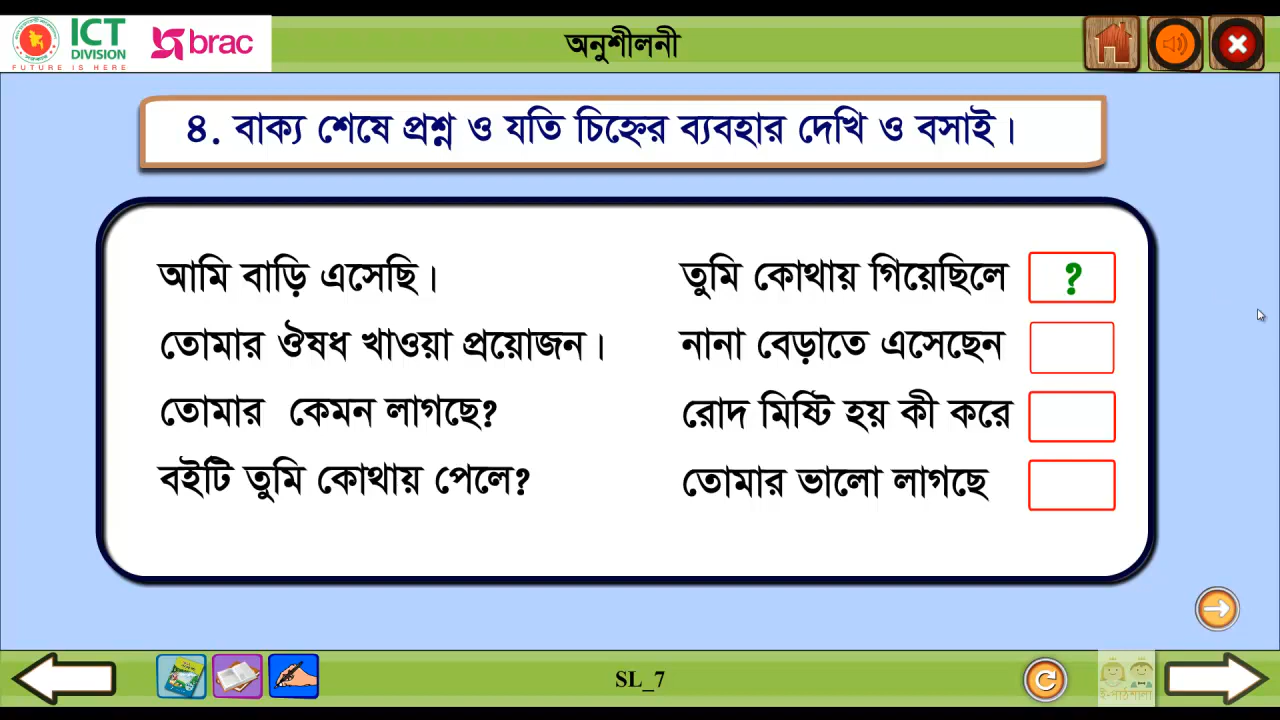 ICT
DIVISION
FUTURE IS HERE
brac
অনুশীলনী
৪. বাক্য শেষে প্রশ্ন ও যতি চিহ্নের ব্যবহার দেখি ও বসাই।
আমি বাড়ি এসেছি।
তোমার ঔষধ খাওয়া প্রয়োজন।
তোমার কেমন লাগছে?
বইটি তুমি কোথায় পেলে?
তুমি কোথায় গিয়েছিলে ?
নানা বেড়াতে এসেছেন
রোদ মিষ্টি হয় কী করে
তোমার ভালো লাগছে
SL_7
ই-পাঠশালা